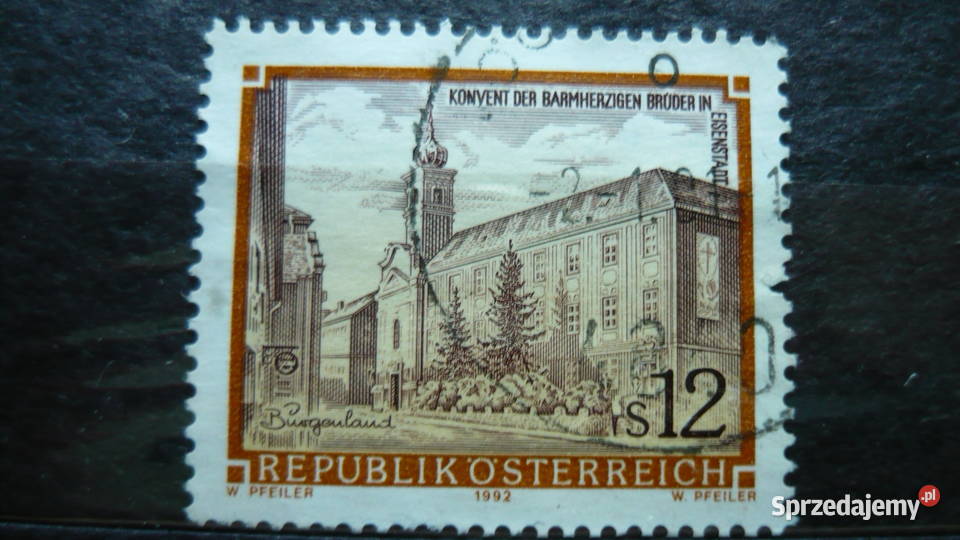 KONVENT DER BARMHERZIGEN BRÜDER IN
EISENSTADT
Burgenland
S12
REPUBLIK ÖSTERREICH
W PFEILER
1992
W. PFEILER
Sprzedajemy.pl